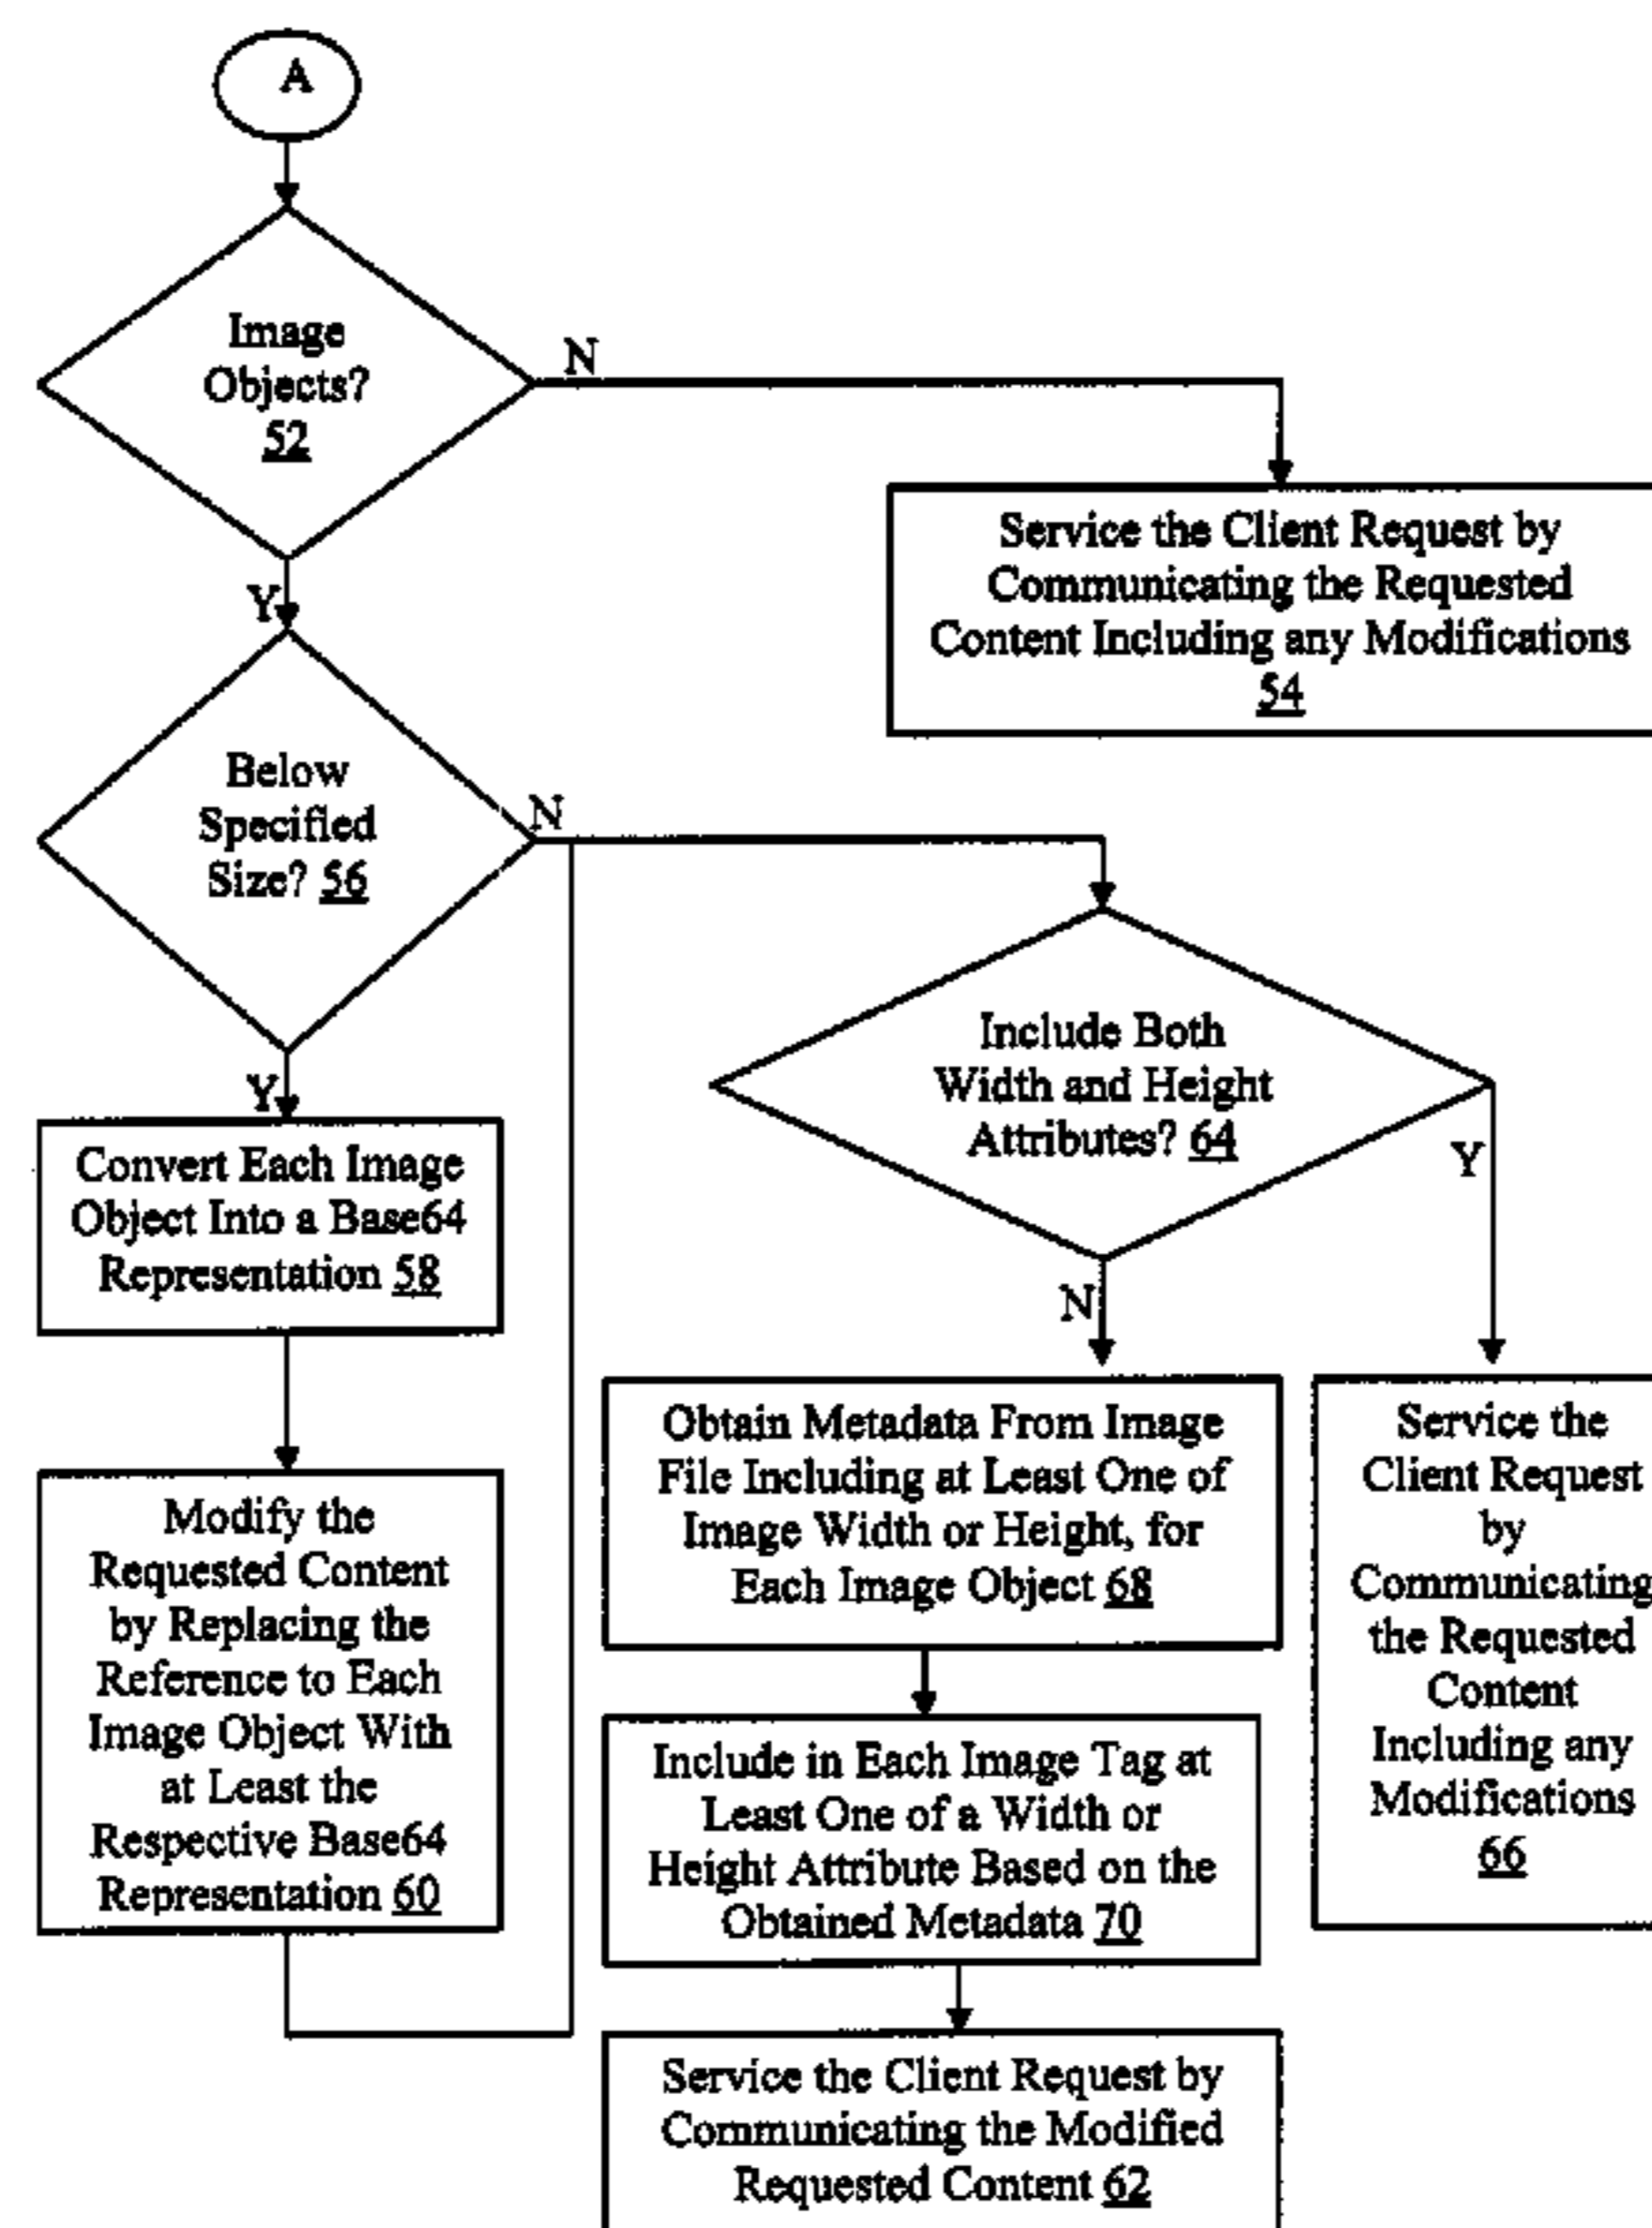 A
Image
Objects?
52
N
Service the Client Request by
Communicating the Requested
Content Including any Modifications
54
Y
Below
Specified
Size? 56
N
Include Both
Width and Height
Attributes? 64
Y
N
Y
Convert Each Image
Object Into a Base64
Representation 58
Modify the
Requested Content
by Replacing the
Reference to Each
Image Object With
at Least the
Respective Base64
Representation 60
Obtain Metadata From Image
File Including at Least One of
Image Width or Height, for
Each Image Object 68
Include in Each Image Tag at
Least One of a Width or
Height Attribute Based on the
Obtained Metadata 70
Service the Client Request by
Communicating the Modified
Requested Content 62
Service the
Client Request
by
Communicating
the Requested
Content
Including any
Modifications
66